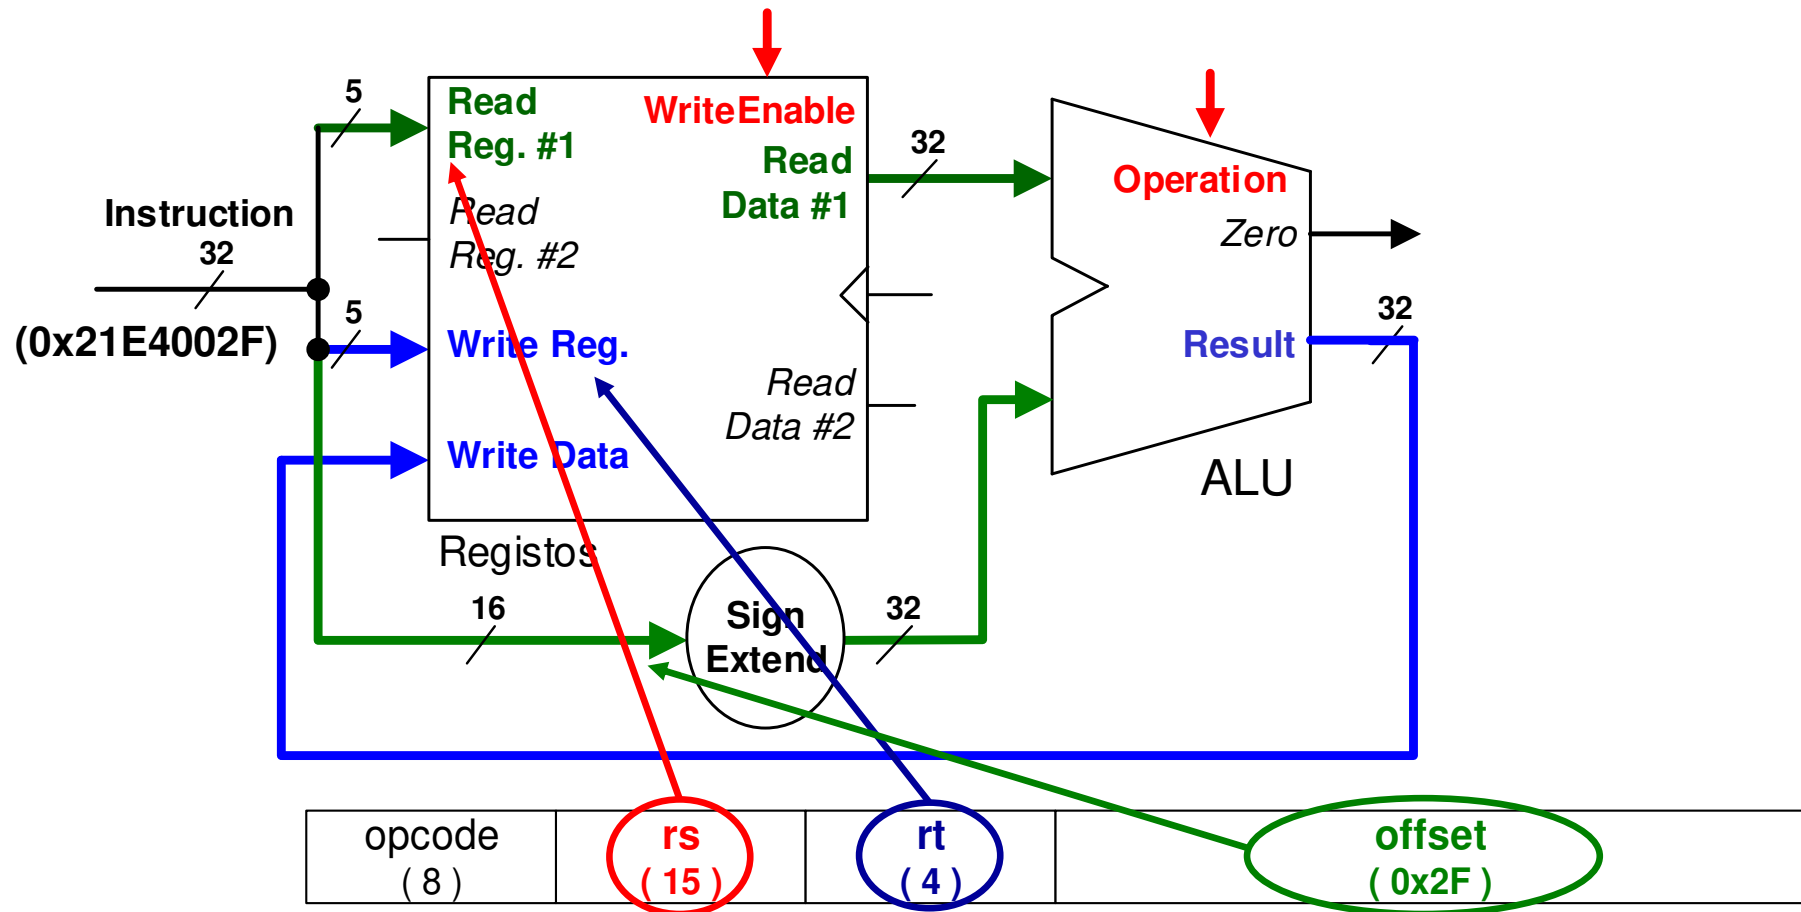 5
Read
Reg. #1
WriteEnable
Read
Data #1
32
Operation
Instruction
32
(0x21E4002F)
Read
Reg. #2
Zero
5
Write Reg.
32
Result
Read
Data #2
Write Data
ALU
Registos
16
Sign
Extend
32
opcode
( 8 )
rs
( 15 )
rt
( 4 )
offset
( 0x2F )